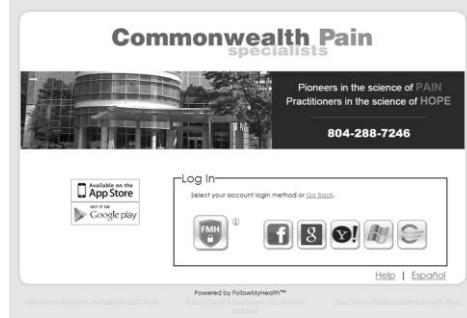 Commonwealth Pain
specialists
Pioneers in the science of PAIN
Practitioners in the science of HOPE
804-288-7246
Available on the
App Store
GET IT ON
Google play
Log In
Select your account login method or Go Back.
FMH
i
f
8
Y!
Help | Español
Powered by FollowMyHealth™